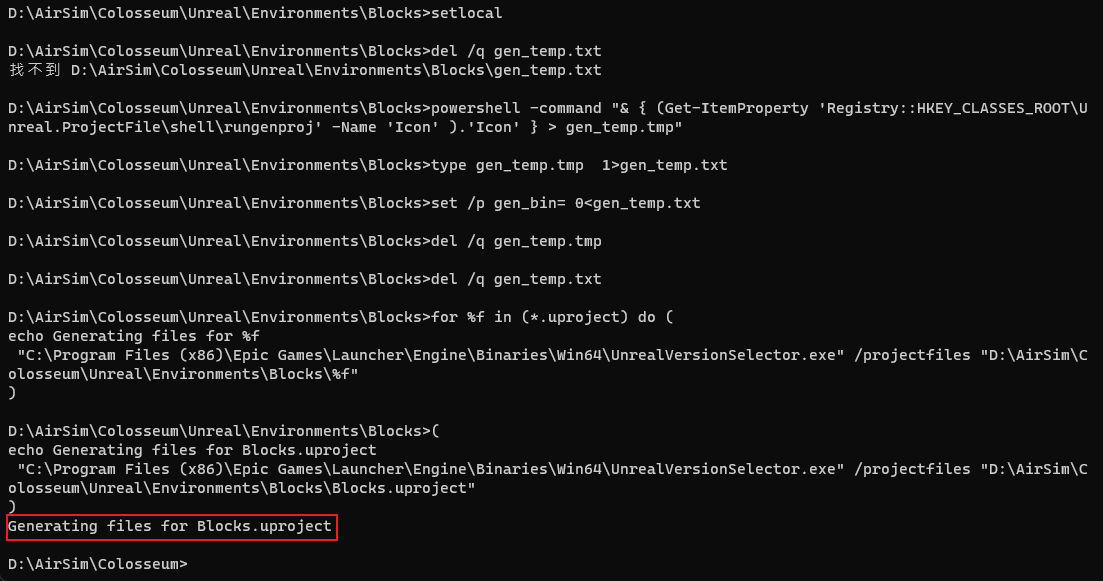 D:\AirSim\Colosseum\Unreal\Environments\Blocks>setlocal
D:\AirSim\Colosseum\Unreal\Environments\Blocks>del /q gen_temp.txt
找不到 D:\AirSim\Colosseum\Unreal\Environments\Blocks\gen_temp.txt
D:\AirSim\Colosseum\Unreal\Environments\Blocks>powershell -command "& { (Get-ItemProperty 'Registry::HKEY_CLASSES_ROOT\U
nreal.ProjectFile\shell\rungenproj' -Name 'Icon' ).'Icon' } > gen_temp.tmp"
D:\AirSim\Colosseum\Unreal\Environments\Blocks>type gen_temp.tmp  1>gen_temp.txt
D:\AirSim\Colosseum\Unreal\Environments\Blocks>set /p gen_bin= 0<gen_temp.txt
D:\AirSim\Colosseum\Unreal\Environments\Blocks>del /q gen_temp.tmp
D:\AirSim\Colosseum\Unreal\Environments\Blocks>del /q gen_temp.txt
D:\AirSim\Colosseum\Unreal\Environments\Blocks>for %f in (*.uproject) do (
echo Generating files for %f
 "C:\Program Files (x86)\Epic Games\Launcher\Engine\Binaries\Win64\UnrealVersionSelector.exe" /projectfiles "D:\AirSim\C
olosseum\Unreal\Environments\Blocks\%f"
)
D:\AirSim\Colosseum\Unreal\Environments\Blocks>(
echo Generating files for Blocks.uproject
 "C:\Program Files (x86)\Epic Games\Launcher\Engine\Binaries\Win64\UnrealVersionSelector.exe" /projectfiles "D:\AirSim\C
olosseum\Unreal\Environments\Blocks\Blocks.uproject"
)
Generating files for Blocks.uproject
D:\AirSim\Colosseum>